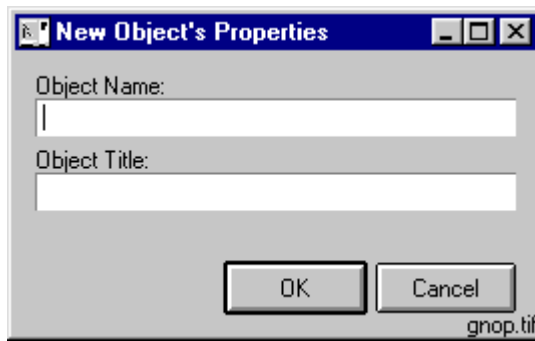 New Object's Properties
Object Name:
Object Title:
OK Cancel
gnop.tif